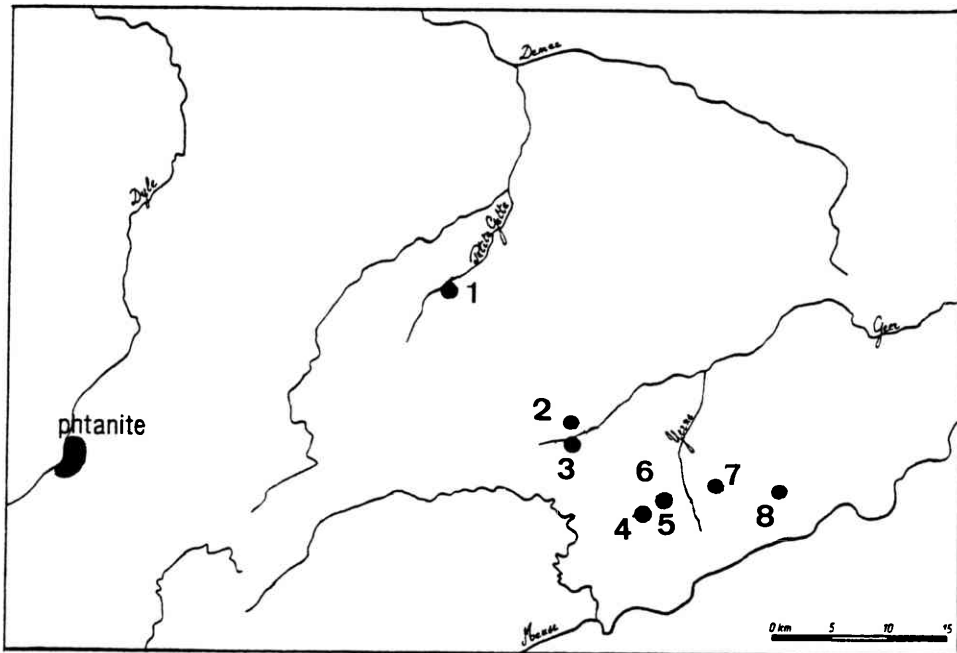 Demer
Dyle
Petite Gette
1
Geer
phtanite
2
3
Yerne
6
7
4
5
8
Meuse
0 km 5 10 15